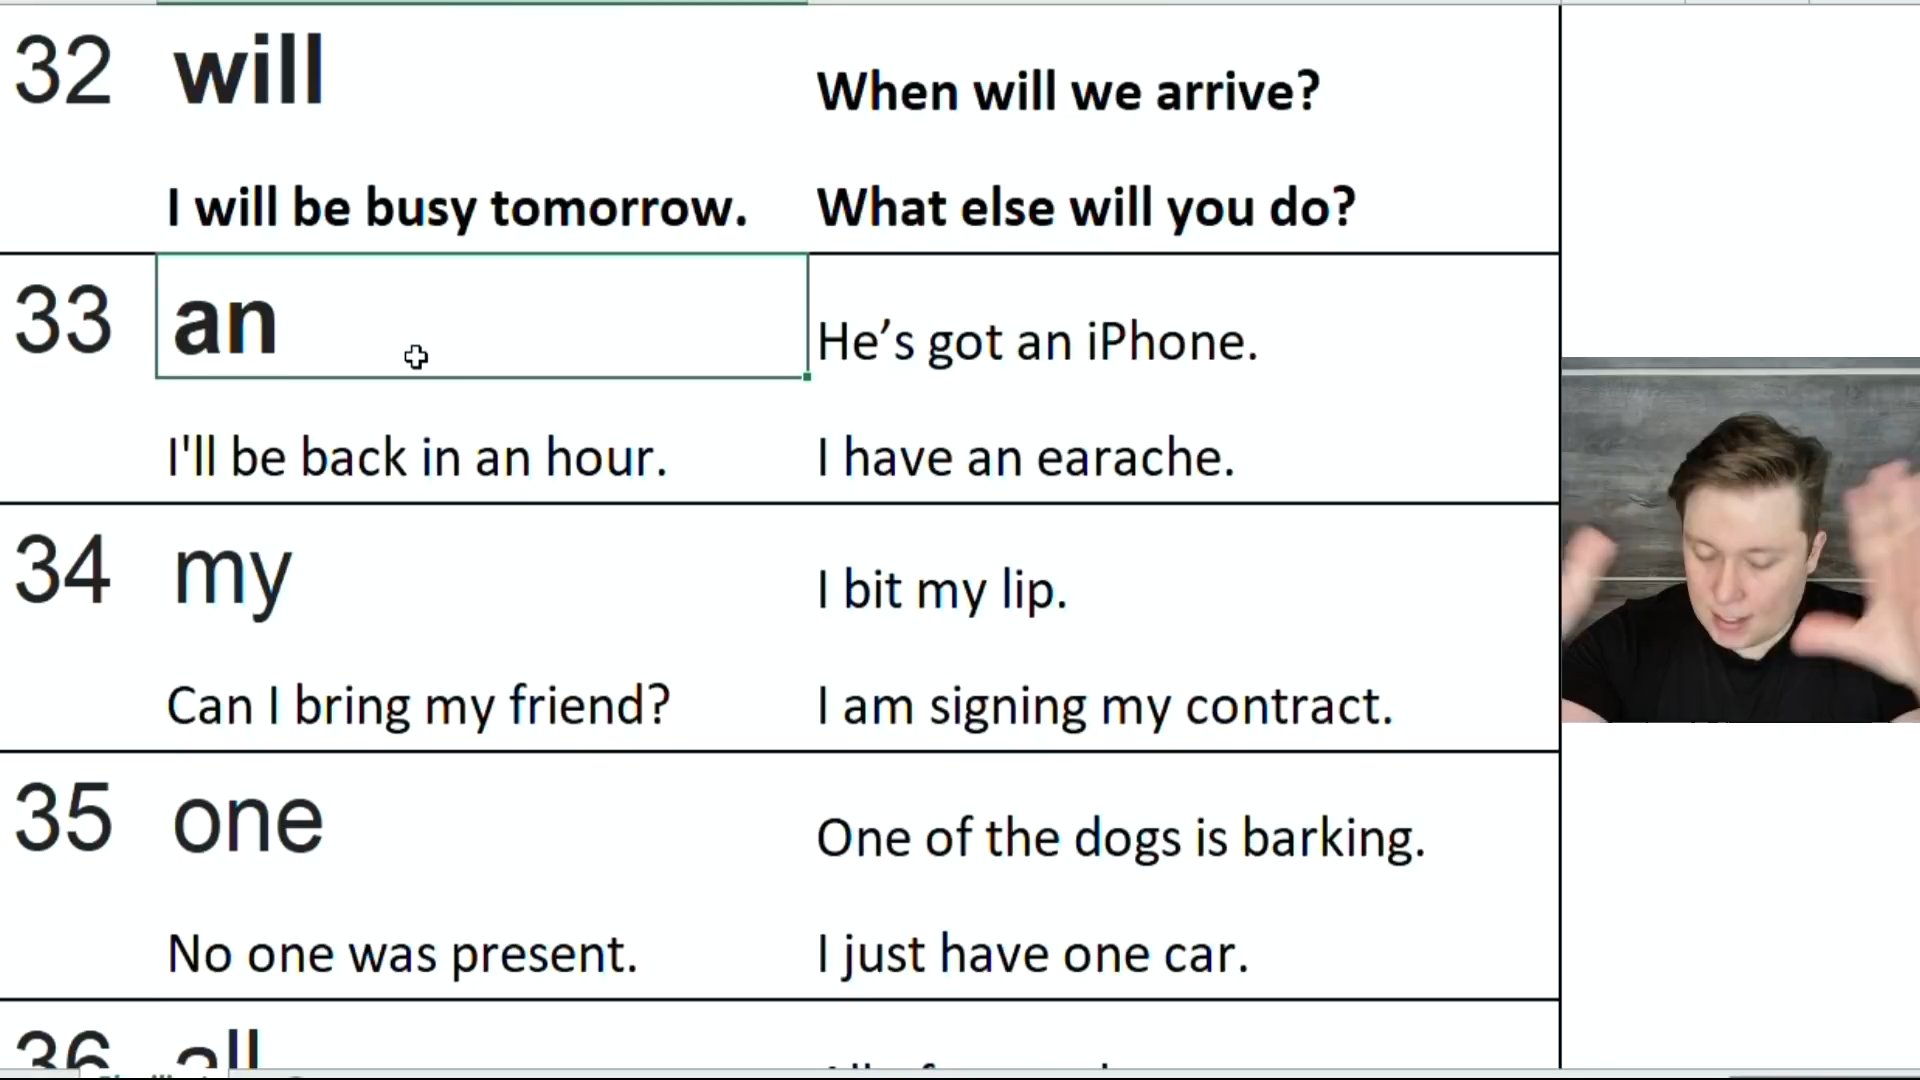 32 will
When will we arrive?
I will be busy tomorrow. What else will you do?
33 an
He’s got an iPhone.
I'll be back in an hour. I have an earache.
34 my
I bit my lip.
Can I bring my friend? I am signing my contract.
35 one
One of the dogs is barking.
No one was present. I just have one car.
36 all